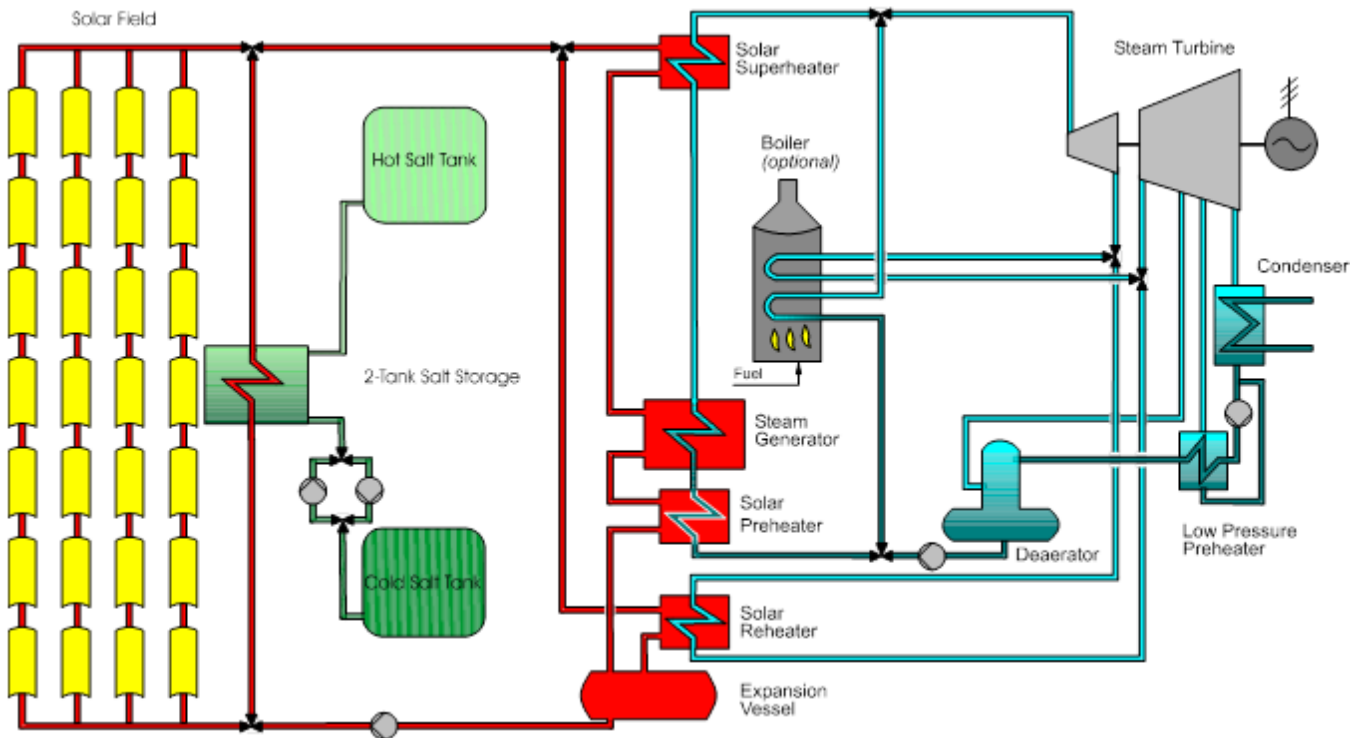 Solar Field
Solar
Superheater
Steam Turbine
Hot Salt Tank
Boiler
(optional)
Condenser
2-Tank Salt Storage
Fuel
Steam
Generator
Solar
Preheater
Deaerator
Low Pressure
Preheater
Cold Salt Tank
Solar
Reheater
Expansion
Vessel